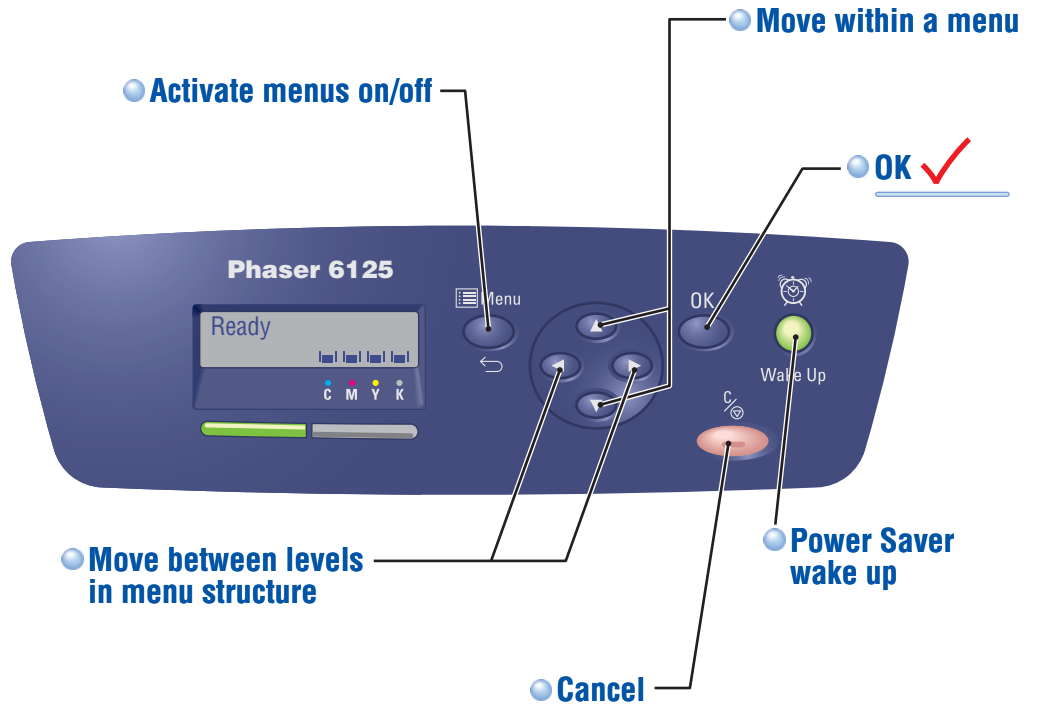 Move within a menu
Activate menus on/off
OK
Phaser 6125
Menu
OK
Ready
C M Y K
Wake Up
C
Move between levels
in menu structure
Power Saver
wake up
Cancel